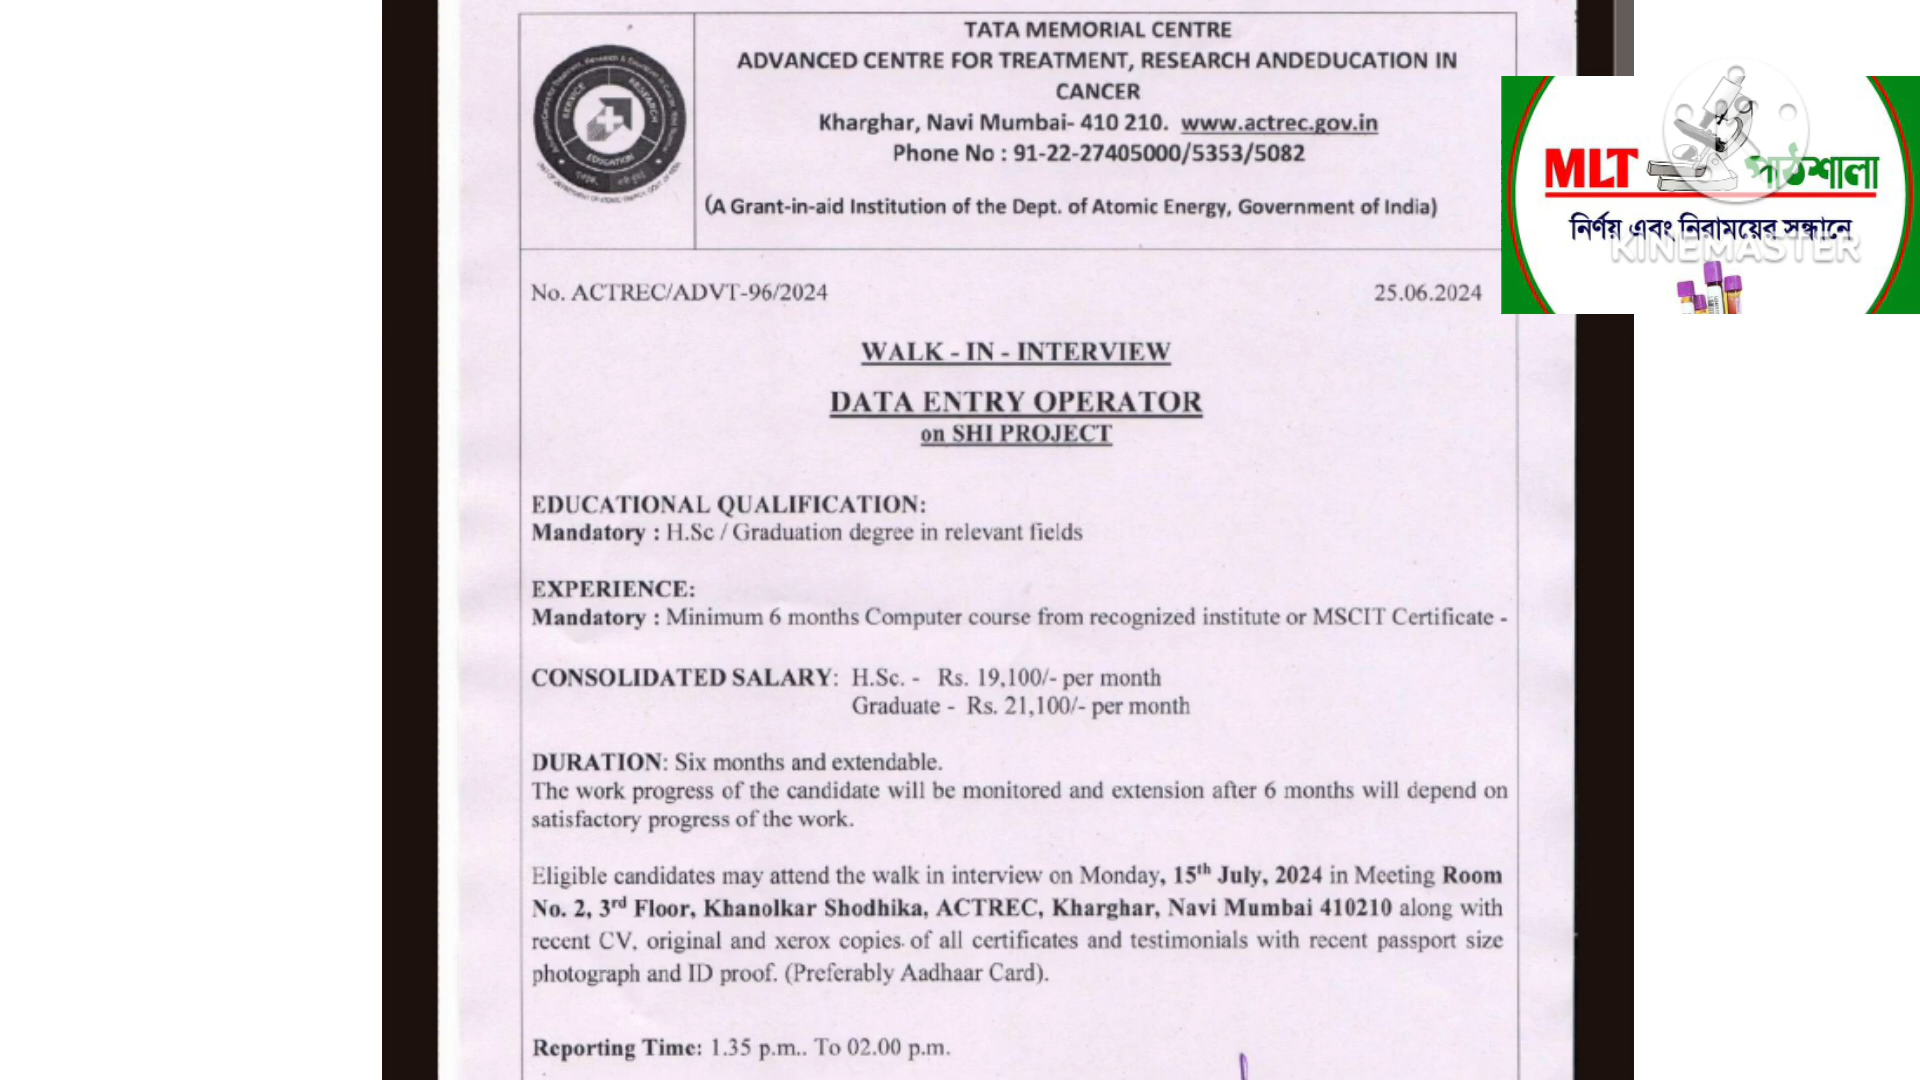 TATA MEMORIAL CENTRE
ADVANCED CENTRE FOR TREATMENT, RESEARCH ANDEDUCATION IN
CANCER
Kharghar, Navi Mumbai- 410 210. www.actrec.gov.in
Phone No : 91-22-27405000/5353/5082
(A Grant-in-aid Institution of the Dept. of Atomic Energy, Government of India)
SERVICE
RESEARCH
EDUCATION
MLT পাঠশালা
নির্ণয় এবং নিরাময়ের সন্ধানে
KINEMASTER
No. ACTREC/ADVT-96/2024 25.06.2024
WALK - IN - INTERVIEW
DATA ENTRY OPERATOR
on SHI PROJECT
EDUCATIONAL QUALIFICATION:
Mandatory : H.Sc / Graduation degree in relevant fields
EXPERIENCE:
Mandatory : Minimum 6 months Computer course from recognized institute or MSCIT Certificate -
CONSOLIDATED SALARY: H.Sc. - Rs. 19,100/- per month
Graduate - Rs. 21,100/- per month
DURATION: Six months and extendable.
The work progress of the candidate will be monitored and extension after 6 months will depend on
satisfactory progress of the work.
Eligible candidates may attend the walk in interview on Monday, 15th July, 2024 in Meeting Room
No. 2, 3rd Floor, Khanolkar Shodhika, ACTREC, Kharghar, Navi Mumbai 410210 along with
recent CV, original and xerox copies of all certificates and testimonials with recent passport size
photograph and ID proof. (Preferably Aadhaar Card).
Reporting Time: 1.35 p.m.. To 02.00 p.m.